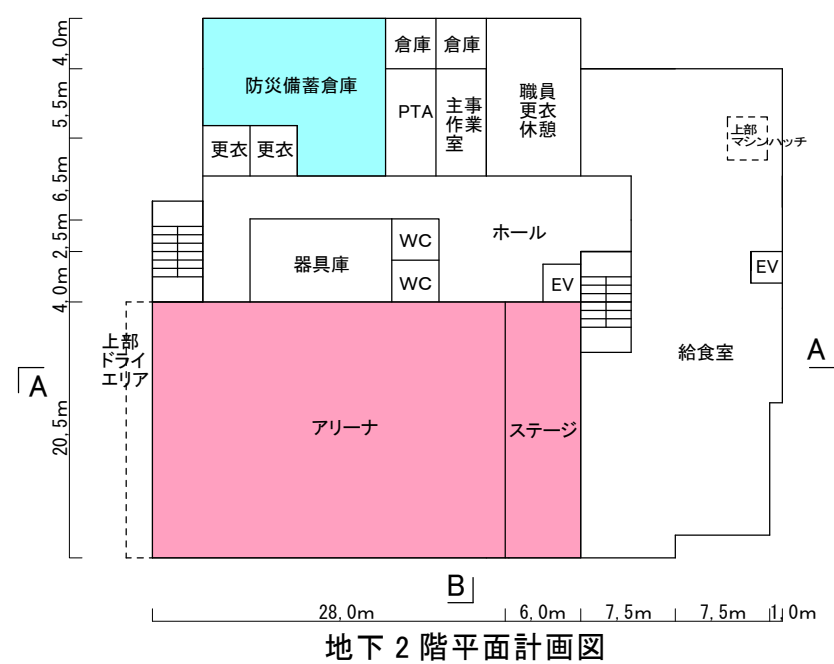 4,0m
5,5m
6,5m
2,5m
4,0m
20,5m
倉庫
倉庫
防災備蓄倉庫
PTA
主事
作業
室
職員
更衣
休憩
上部
マシンハッチ
更衣
更衣
ホール
WC
器具庫
WC
EV
EV
上部
ドライ
エリア
給食室
A
A
アリーナ
ステージ
B
28,0m
6,0m
7,5m
7,5m
1,0m
地下2階平面計画図